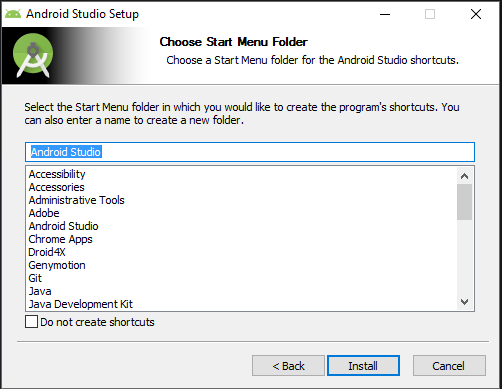 Android Studio Setup
Choose Start Menu Folder
Choose a Start Menu folder for the Android Studio shortcuts.
Select the Start Menu folder in which you would like to create the program's shortcuts. You
can also enter a name to create a new folder.
Android Studio
Accessibility
Accessories
Administrative Tools
Adobe
Android Studio
Chrome Apps
Droid4X
Genymotion
Git
Java
Java Development Kit
Do not create shortcuts
< Back
Install
Cancel